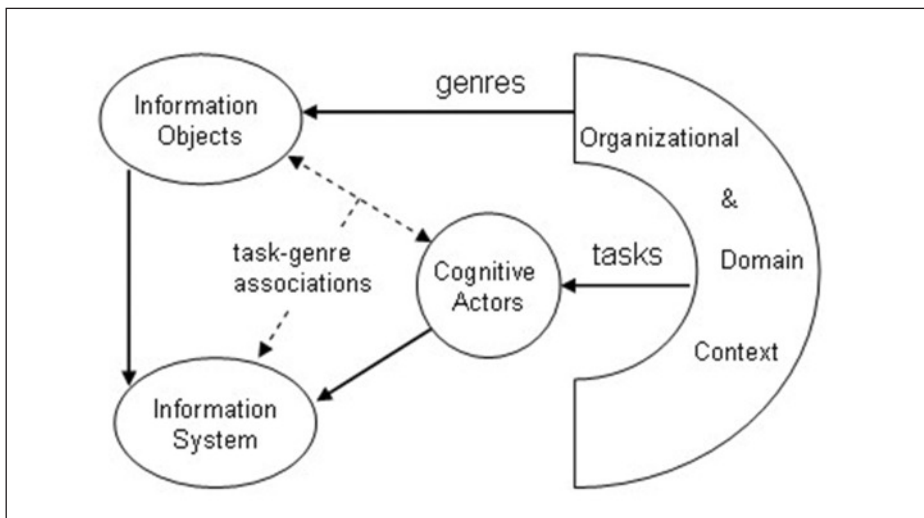 genres
Information
Objects
Organizational
&
Domain
Context
tasks
task-genre
associations
Cognitive
Actors
Information
System